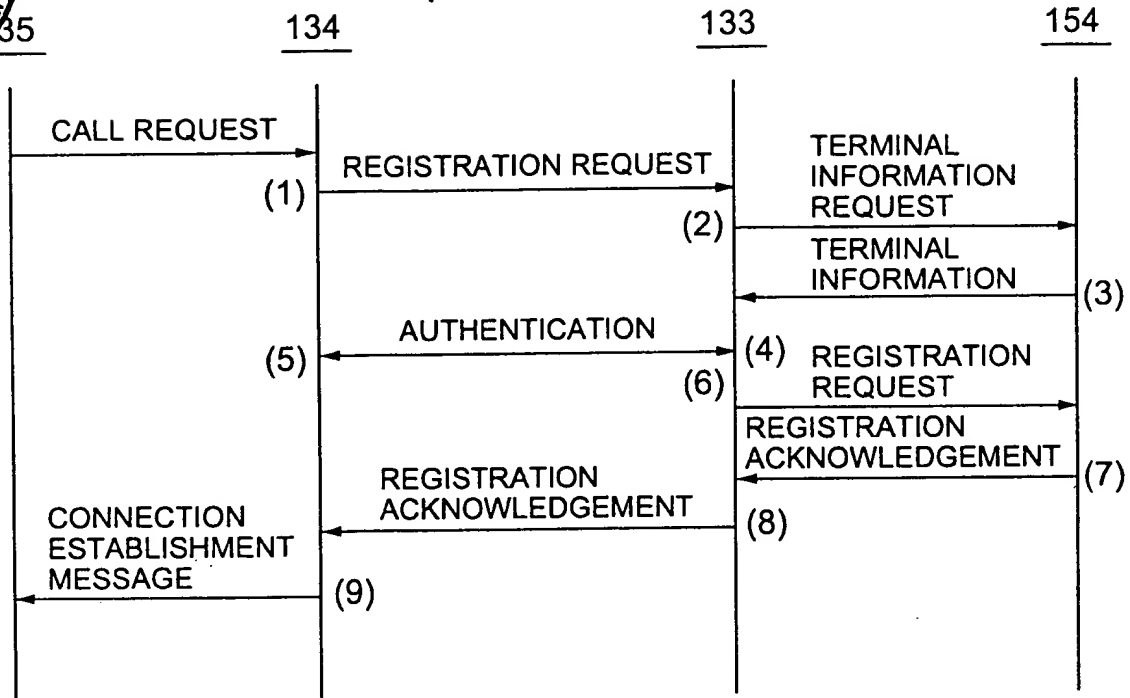 35 134 133 154
CALL REQUEST
(1)
REGISTRATION REQUEST
(2)
TERMINAL
INFORMATION
REQUEST
TERMINAL
INFORMATION
(3)
AUTHENTICATION
(5)
(4)
(6)
REGISTRATION
REQUEST
REGISTRATION
ACKNOWLEDGEMENT
(7)
REGISTRATION
ACKNOWLEDGEMENT
(8)
CONNECTION
ESTABLISHMENT
MESSAGE
(9)